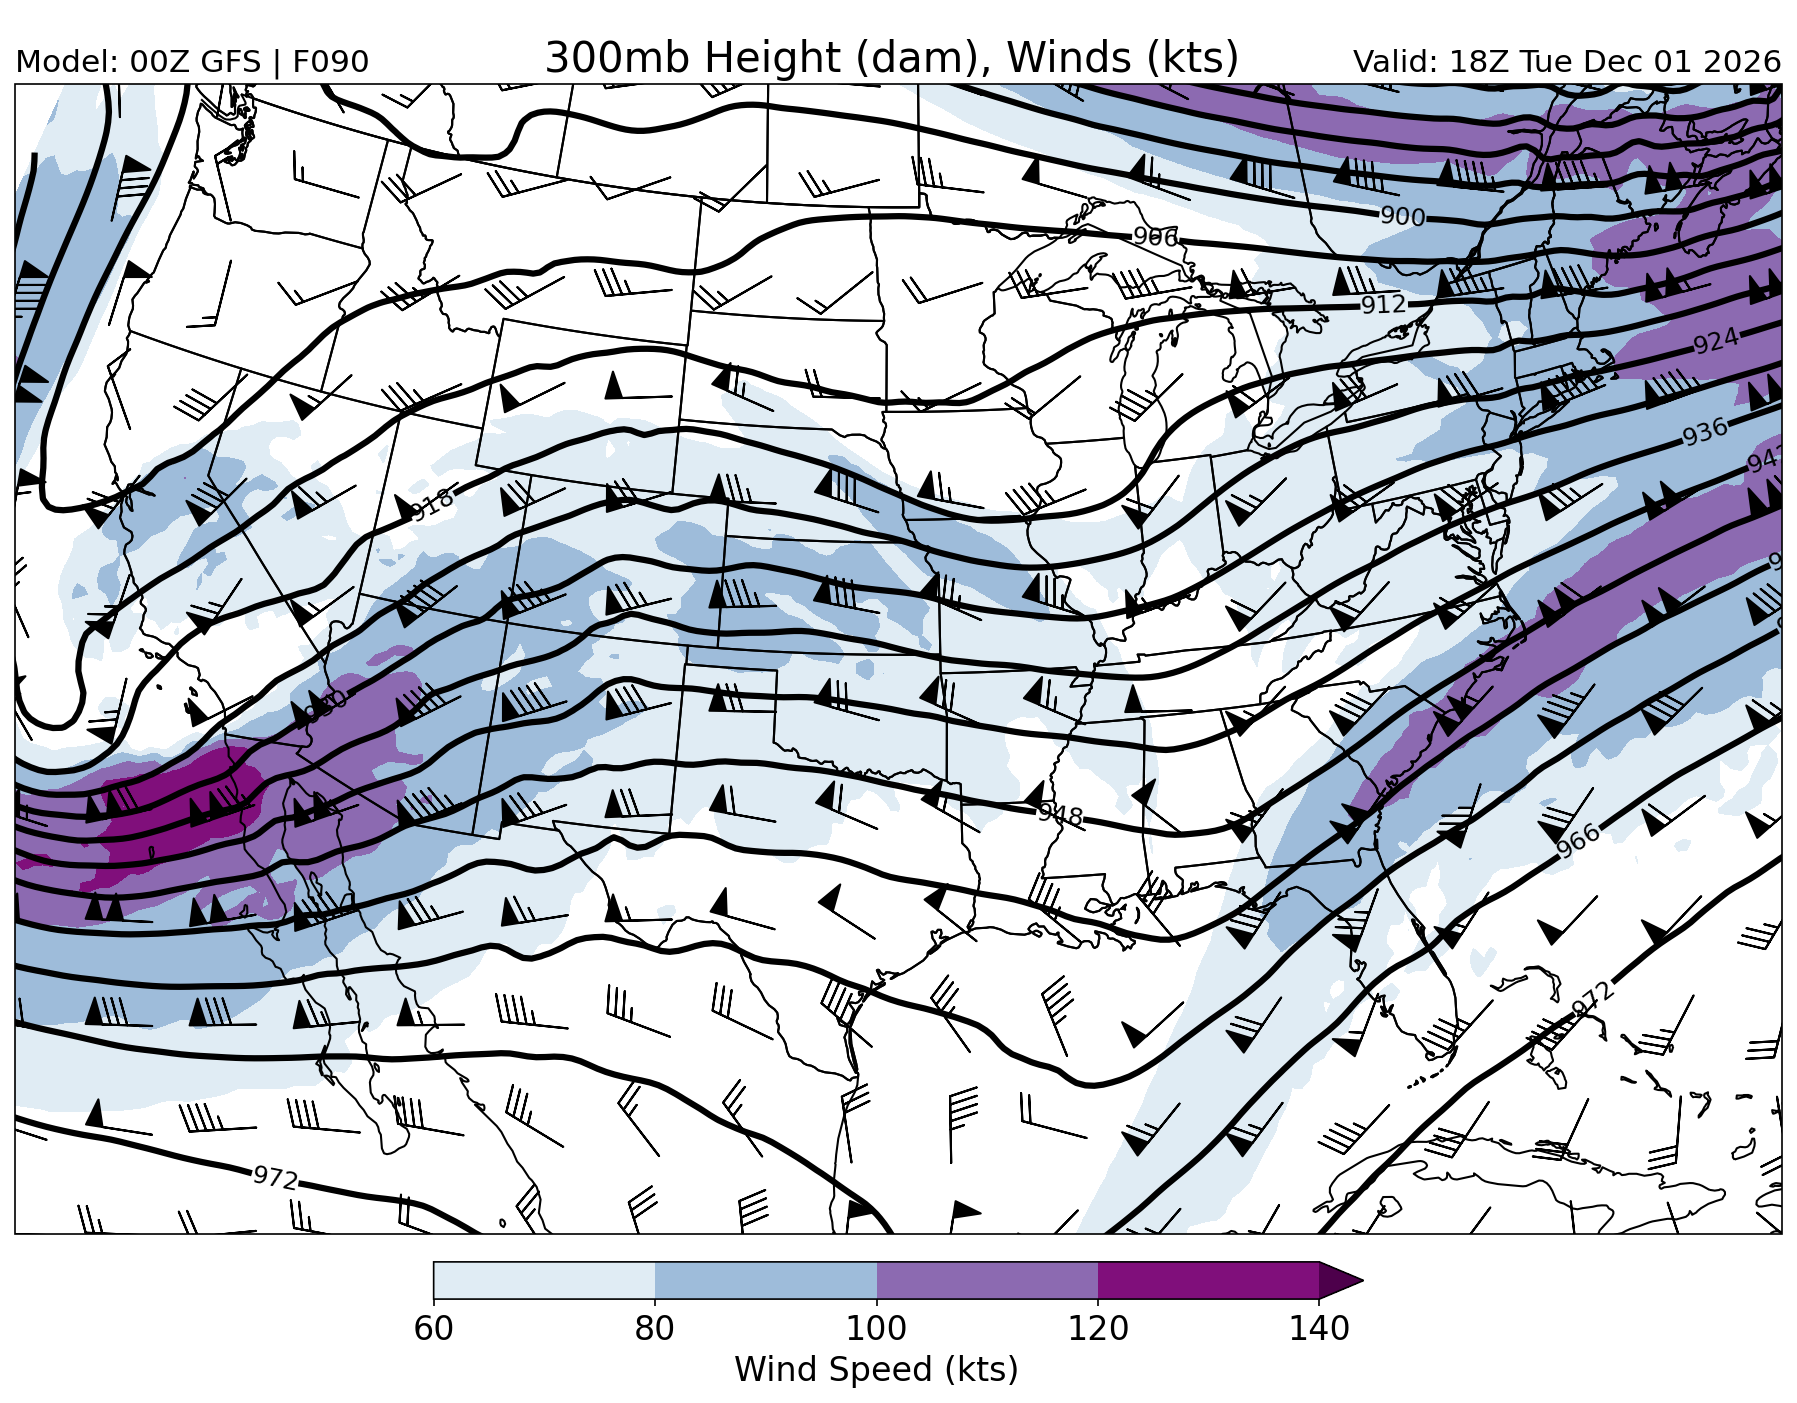 Model: 00Z GFS | F090
300mb Height (dam), Winds (kts)
Valid: 18Z Tue Dec 01 2026
900
906
912
924
936
918
930
948
966
972
972
60 80 100 120 140
Wind Speed (kts)